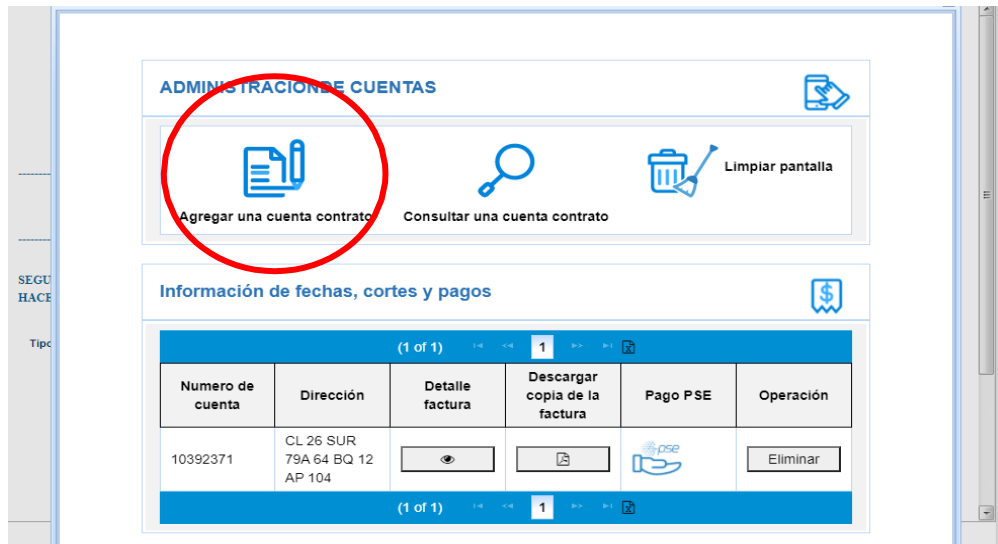 ADMINISTRACIONDE CUENTAS
Agregar una cuenta contrato
Consultar una cuenta contrato
Limpiar pantalla
SEGU
HACE
Tipo
Información de fechas, cortes y pagos
(1 of 1) 1
Numero de
cuenta
Dirección
Detalle
factura
Descargar
copia de la
factura
Pago PSE
Operación
10392371
CL 26 SUR
79A 64 BQ 12
AP 104
pse
Eliminar
(1 of 1) 1